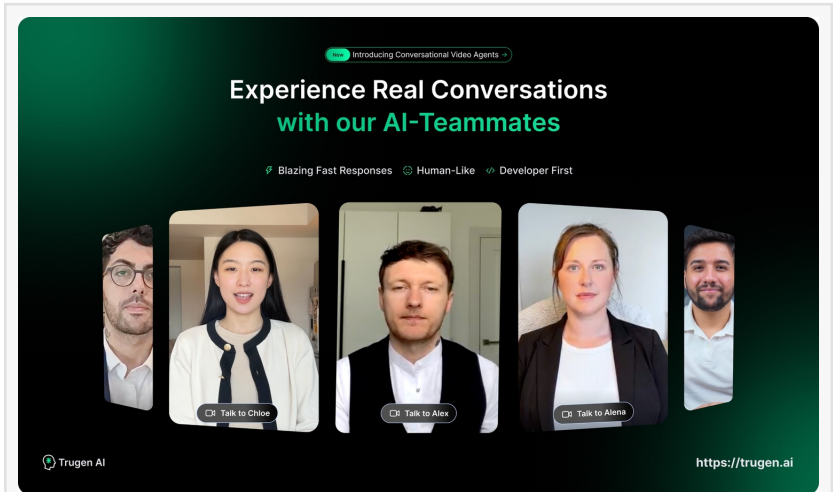 New Introducing Conversational Video Agents →
Experience Real Conversations
with our AI-Teammates
Blazing Fast Responses Human-Like </> Developer First
Talk to Chloe
Talk to Alex
Talk to Alena
Trugen AI
https://trugen.ai